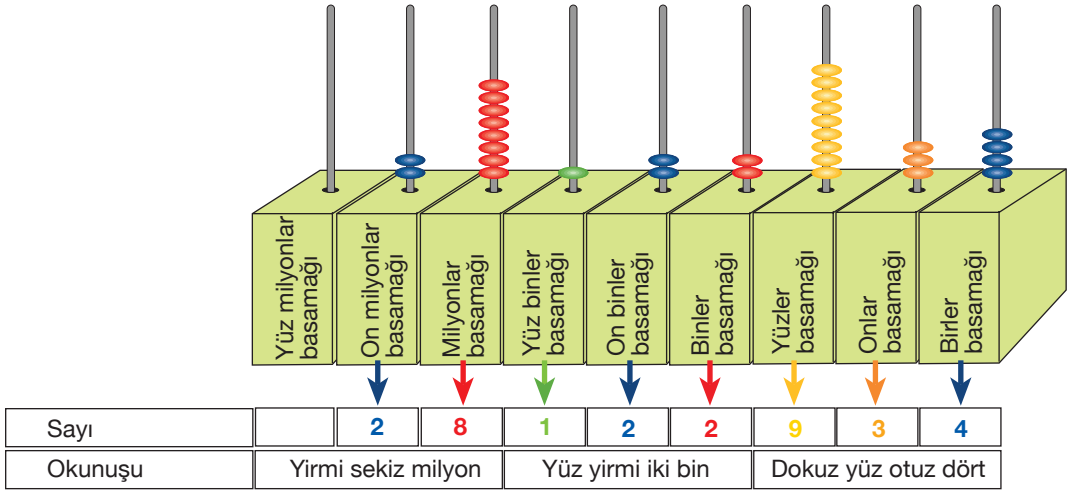 Yüz milyonlar
basamağı
On milyonlar
basamağı
Milyonlar
basamağı
Yüz binler
basamağı
On binler
basamağı
Binler
basamağı
Yüzler
basamağı
Onlar
basamağı
Birler
basamağı
Sayı 2 8 1 2 2 9 3 4
Okunuşu Yirmi sekiz milyon Yüz yirmi iki bin Dokuz yüz otuz dört